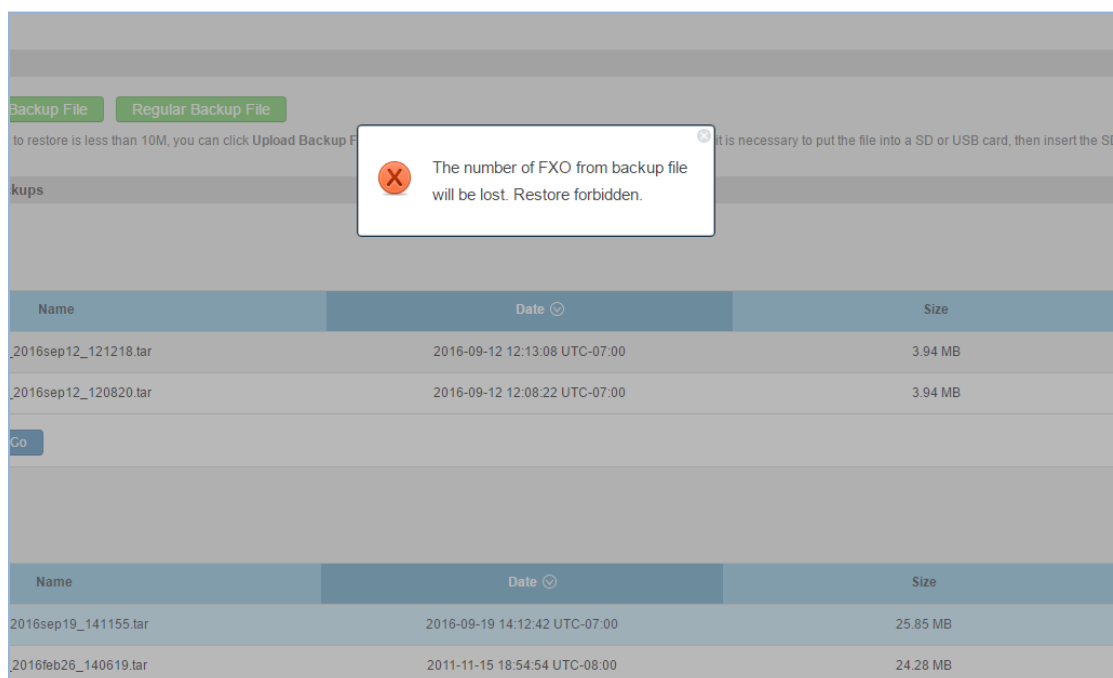 Backup File Regular Backup File
to restore is less than 10M, you can click Upload Backup F it is necessary to put the file into a SD or USB card, then insert the SD
The number of FXO from backup file
will be lost. Restore forbidden.
kups
Name Date Size
_2016sep12_121218.tar 2016-09-12 12:13:08 UTC-07:00 3.94 MB
_2016sep12_120820.tar 2016-09-12 12:08:22 UTC-07:00 3.94 MB
Go
Name Date Size
2016sep19_141155.tar 2016-09-19 14:12:42 UTC-07:00 25.85 MB
_2016feb26_140619.tar 2011-11-15 18:54:54 UTC-08:00 24.28 MB